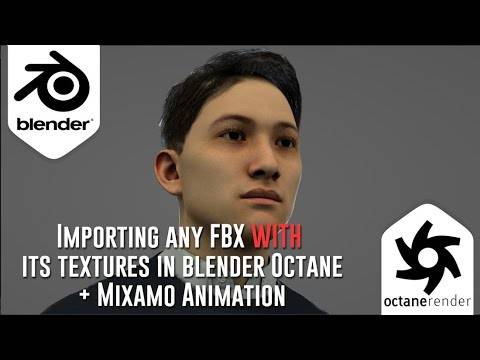 blender®
Importing any FBX with
its textures in blender Octane
+ Mixamo Animation
octanerender